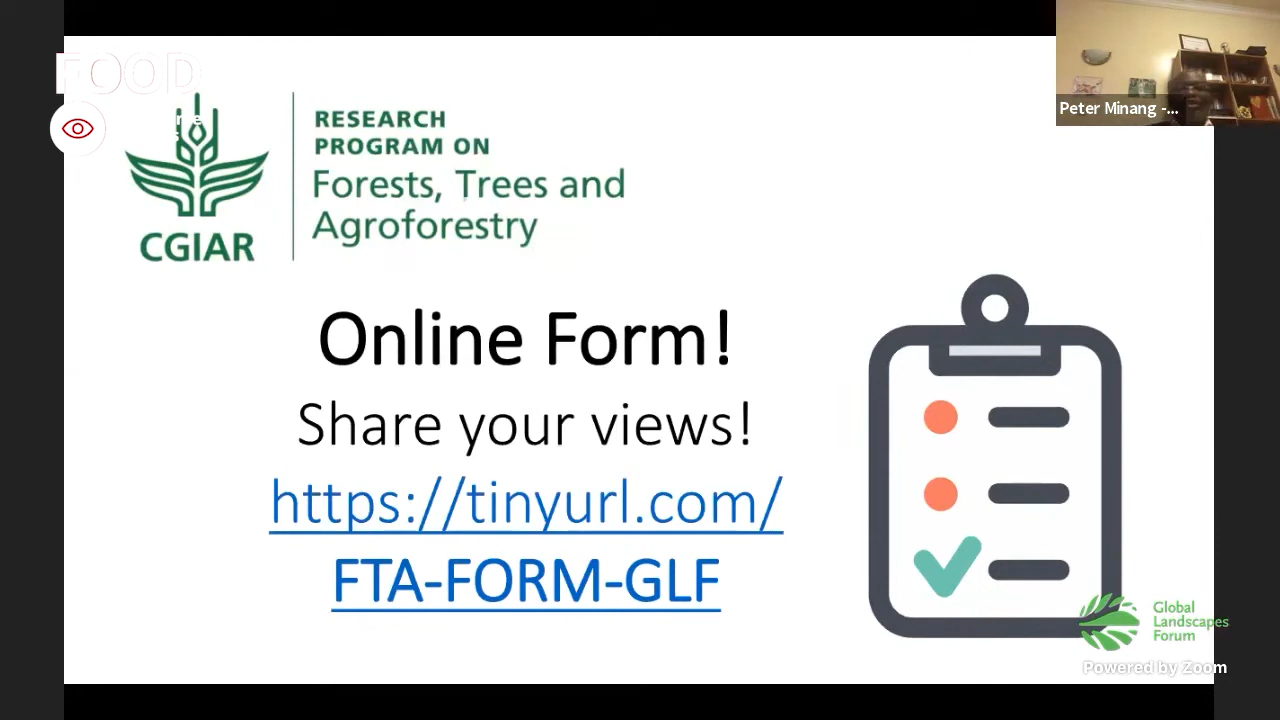 FOOD
Peter Minang -...
RESEARCH
PROGRAM ON
Forests, Trees and
Agroforestry
CGIAR
Online Form!
Share your views!
https://tinyurl.com/
FTA-FORM-GLF
Global
Landscapes
Forum
Powered by Zoom